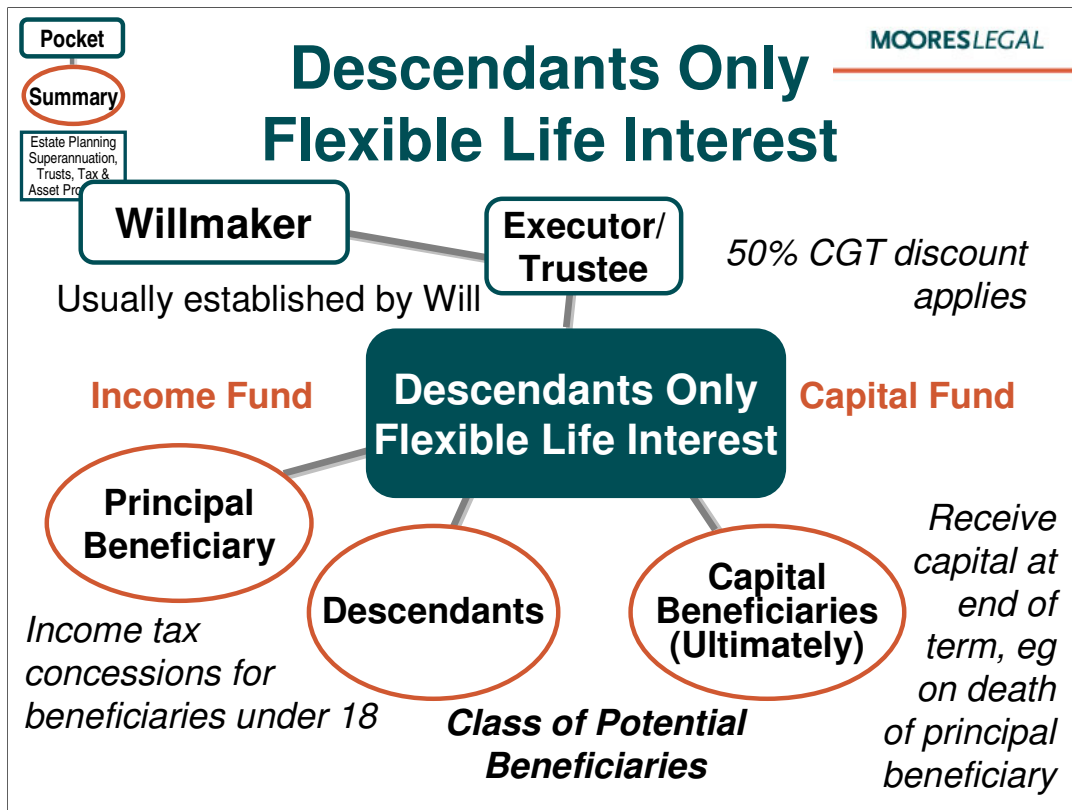 Pocket
Summary
Estate Planning
Superannuation,
Trusts, Tax &
Asset Pro
MOORESLEGAL
Descendants Only
Flexible Life Interest
Willmaker
Executor/
Trustee
50% CGT discount
applies
Usually established by Will
Income Fund
Descendants Only
Flexible Life Interest
Capital Fund
Principal
Beneficiary
Descendants
Capital
Beneficiaries
(Ultimately)
Receive
capital at
end of
term, eg
on death
of principal
beneficiary
Income tax
concessions for
beneficiaries under 18
Class of Potential
Beneficiaries